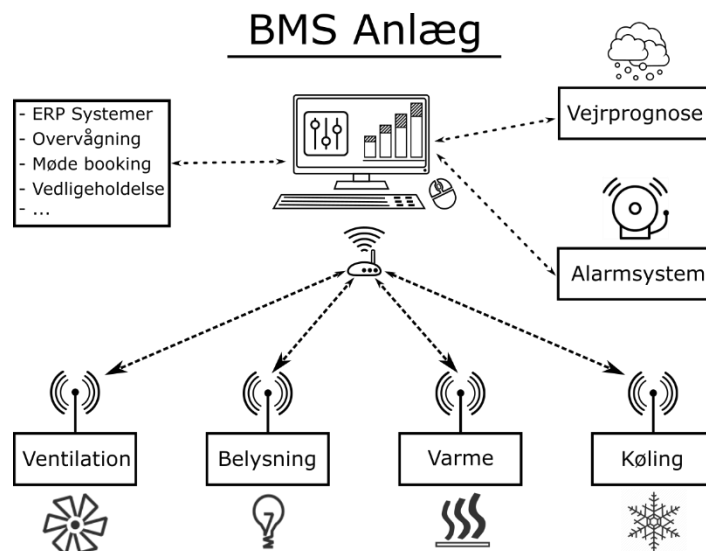 BMS Anlæg
- ERP Systemer
- Overvågning
- Møde booking
- Vedligeholdelse
- ...
Vejrprognose
Alarmsystem
Ventilation
Belysning
Varme
Køling